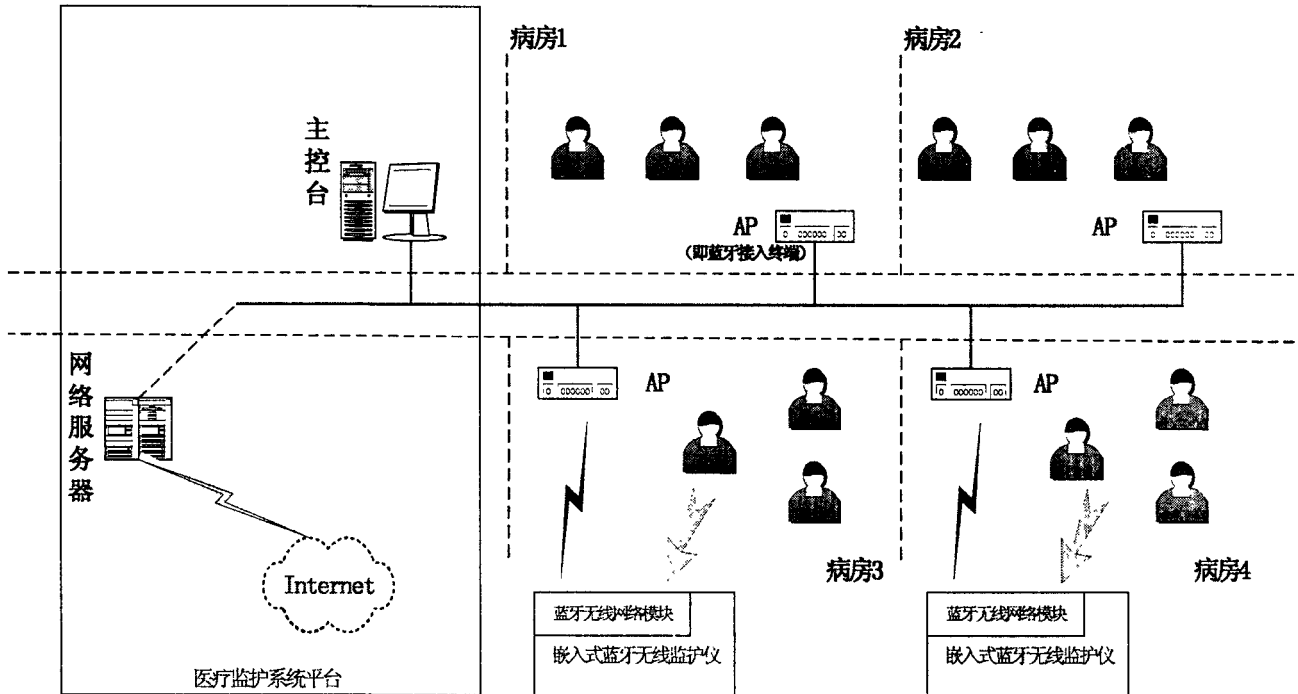 病房1
病房2
主控台
AP
(即蓝牙接入终端)
AP
网络服务器
AP
AP
Internet
病房3
病房4
蓝牙无线网络模块
嵌入式蓝牙无线监护仪
蓝牙无线网络模块
嵌入式蓝牙无线监护仪
医疗监护系统平台